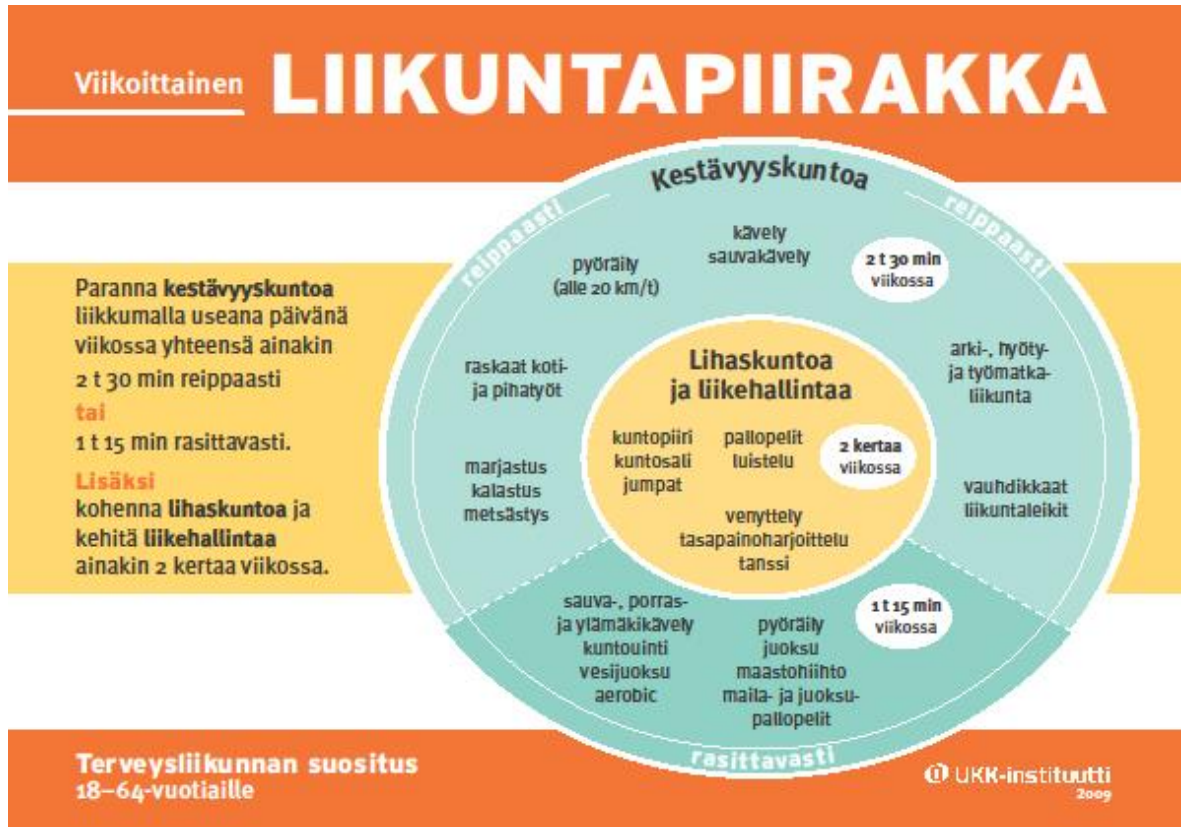 Viikoittainen LIIKUNTAPIIRAKKA
Paranna kestävyyskuntoa
liikkumalla useana päivänä
viikossa yhteensä ainakin
2 t 30 min reippaasti
tai
1 t 15 min rasittavasti.
Lisäksi
kohenna lihaskuntoa ja
kehitä liikehallintaa
ainakin 2 kertaa viikossa.
Kestävyyskuntoa
reippaasti
reippaasti
kävely
sauvakävely
2 t 30 min
viikossa
pyöräily
(alle 20 km/t)
raskaat koti-
ja pihatyöt
marjastus
kalastus
metsästys
arki-, hyöty-
ja työmatka-
liikunta
vauhdikkaat
liikuntaleikit
Lihaskuntoa
ja liikehallintaa
kuntopiiri
kuntosali
jumpat
pallopelit
luistelu
2 kertaa
viikossa
venyttely
tasapainoharjoittelu
tanssi
sauva-, porras-
ja ylämäkikävely
kuntouinti
vesijuoksu
aerobic
pyöräily
juoksu
maastohiihto
maila- ja juoksu-
pallopelit
1 t 15 min
viikossa
rasittavasti
Terveysliikunnan suositus
18–64-vuotiaille
UKK-instituutti
2009